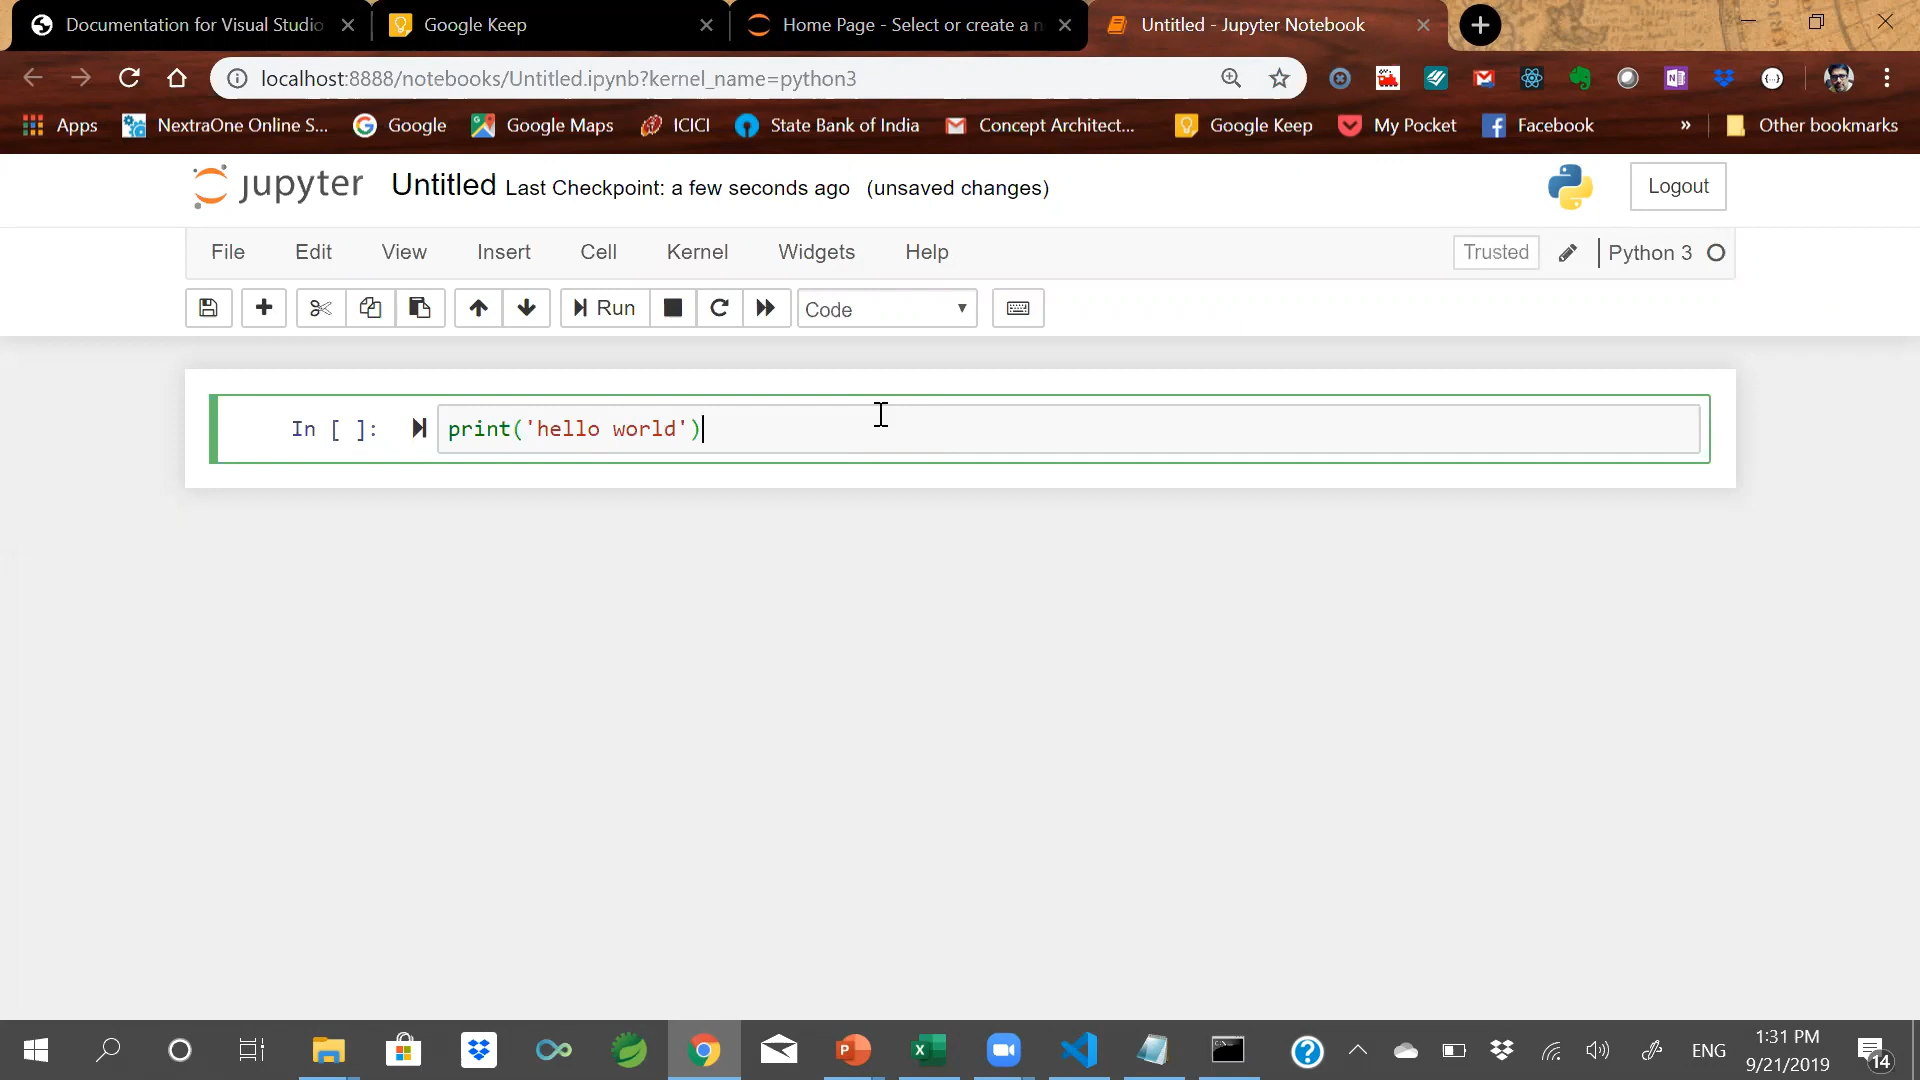 Documentation for Visual Studio
Google Keep
Home Page - Select or create a n
Untitled - Jupyter Notebook
localhost:8888/notebooks/Untitled.ipynb?kernel_name=python3
Apps
NextraOne Online S...
Google
Google Maps
ICICI
State Bank of India
Concept Architect...
Google Keep
My Pocket
Facebook
»
Other bookmarks
jupyter Untitled Last Checkpoint: a few seconds ago (unsaved changes)
Logout
File Edit View Insert Cell Kernel Widgets Help
Trusted
Python 3
Run
Code
In [ ]: print('hello world')
1:31 PM
ENG
9/21/2019
14